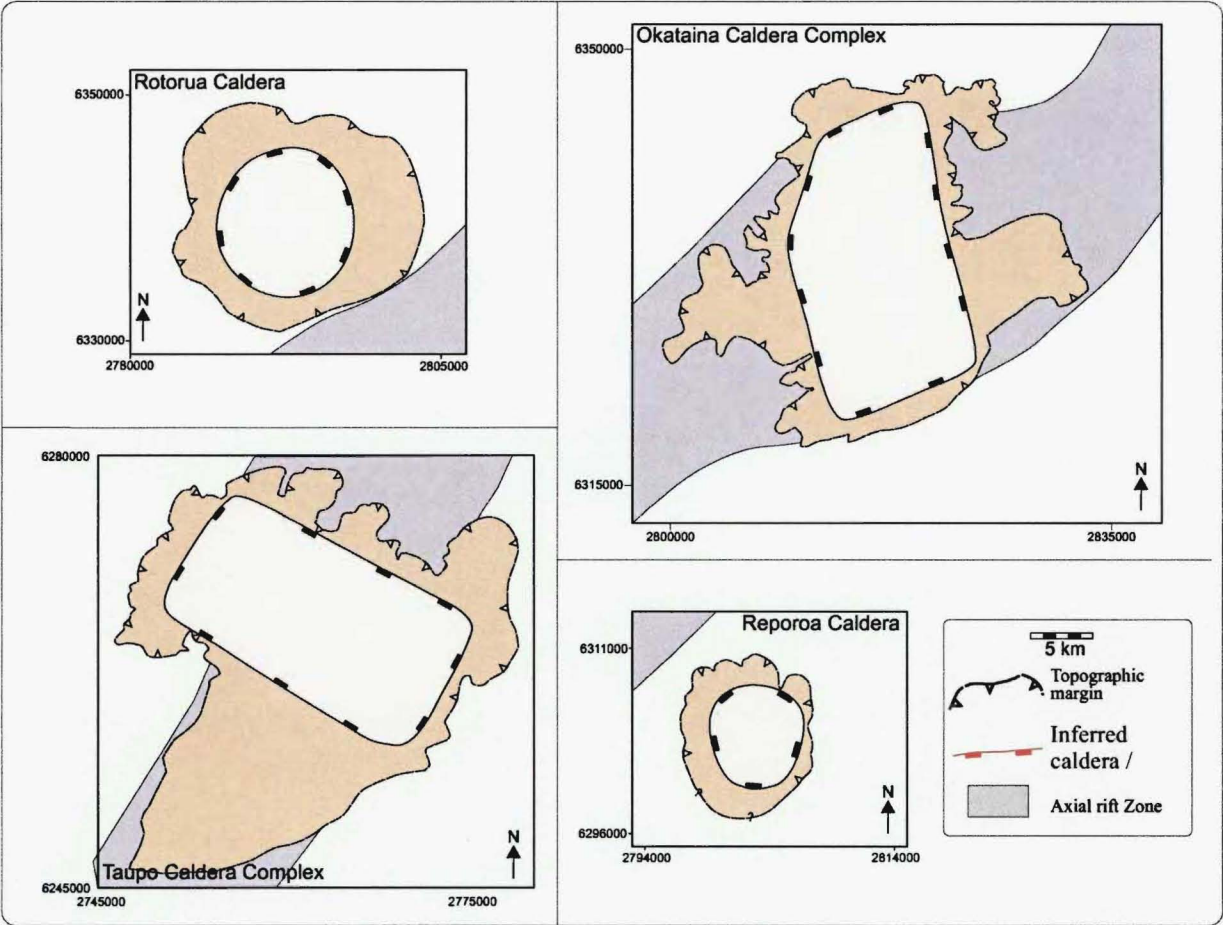 Rotorua Caldera
6350000
N
6330000
2780000
2805000
Okataina Caldera Complex
6350000
6315000
N
2800000
2835000
6280000
N
Taupo Caldera Complex
6245000
2745000
2775000
Reporoa Caldera
6311000
N
?
?
6296000
2794000
2814000
5 km
Topographic
margin
Inferred
caldera /
Axial rift Zone